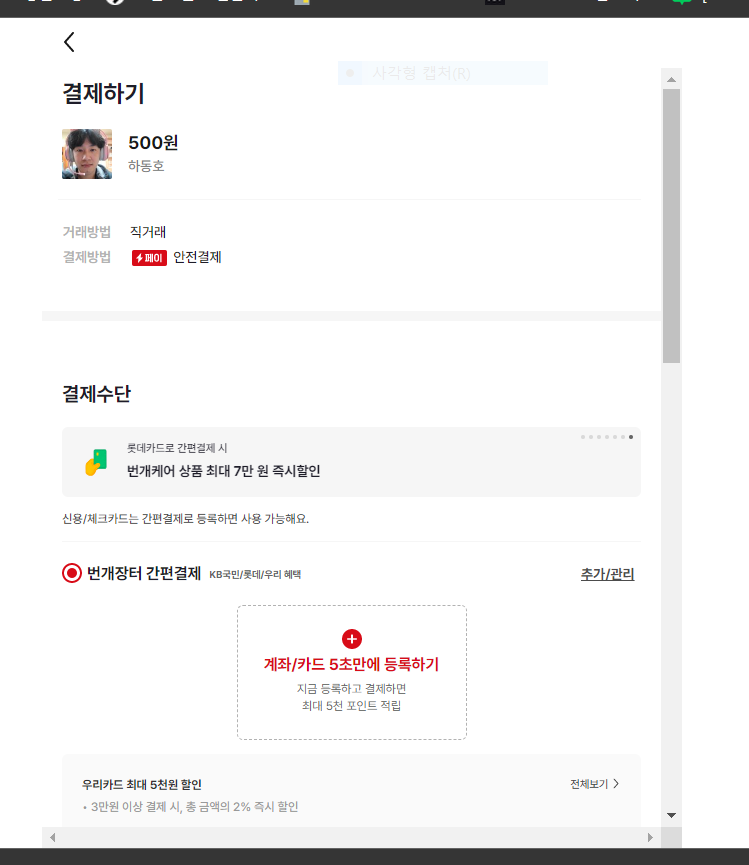 사각형 캡처(R)
결제하기
500원
하동호
거래방법 직거래
결제방법 페이 안전결제
결제수단
롯데카드로 간편결제 시
번개케어 상품 최대 7만 원 즉시할인
신용/체크카드는 간편결제로 등록하면 사용 가능해요.
번개장터 간편결제 KB국민/롯데/우리 혜택 추가/관리
계좌/카드 5초만에 등록하기
지금 등록하고 결제하면
최대 5천 포인트 적립
우리카드 최대 5천원 할인 전체보기
• 3만원 이상 결제 시, 총 금액의 2% 즉시 할인